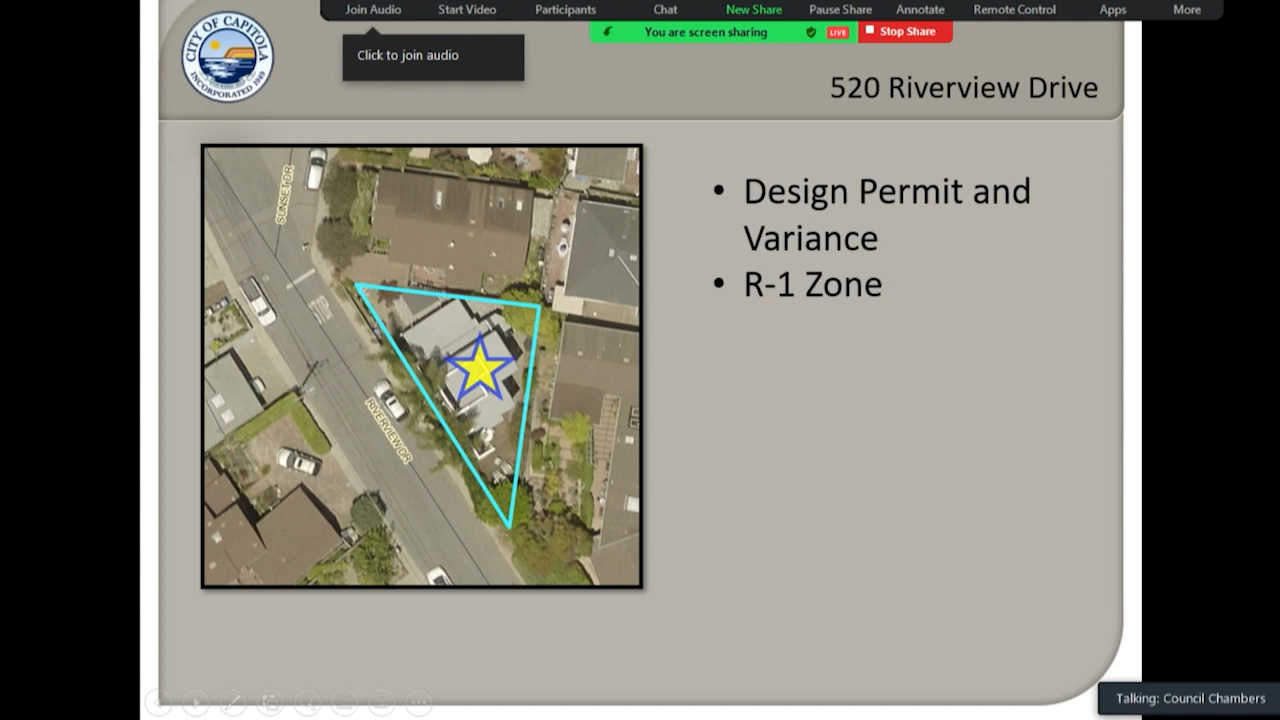 Join Audio Start Video Participants Chat New Share Pause Share Annotate Remote Control Apps More
You are screen sharing LIVE Stop Share
Click to join audio
CITY OF CAPITOLA
INCORPORATED 1949
520 Riverview Drive
SUNSET DR
STOP
RIVERVIEW DR
• Design Permit and
Variance
• R-1 Zone
Talking: Council Chambers